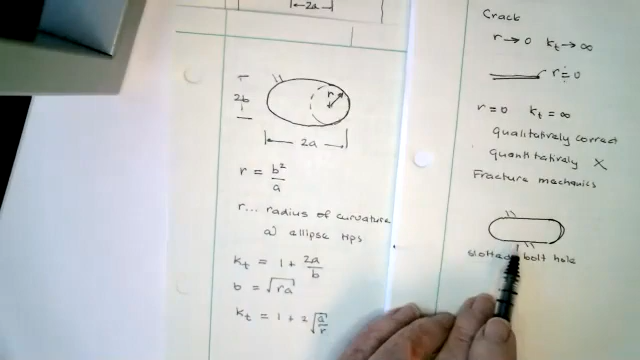 2a
r
2b
2a
r = b²/a
r... radius of curvature
@ ellipse tips
kt = 1 + 2a/b
b = √ra
kt = 1 + 2√a/r
Crack
r → 0 kt → ∞
r ≐ 0
r = 0 kt = ∞
qualitatively correct
quantitatively X
Fracture mechanics
slotted bolt hole